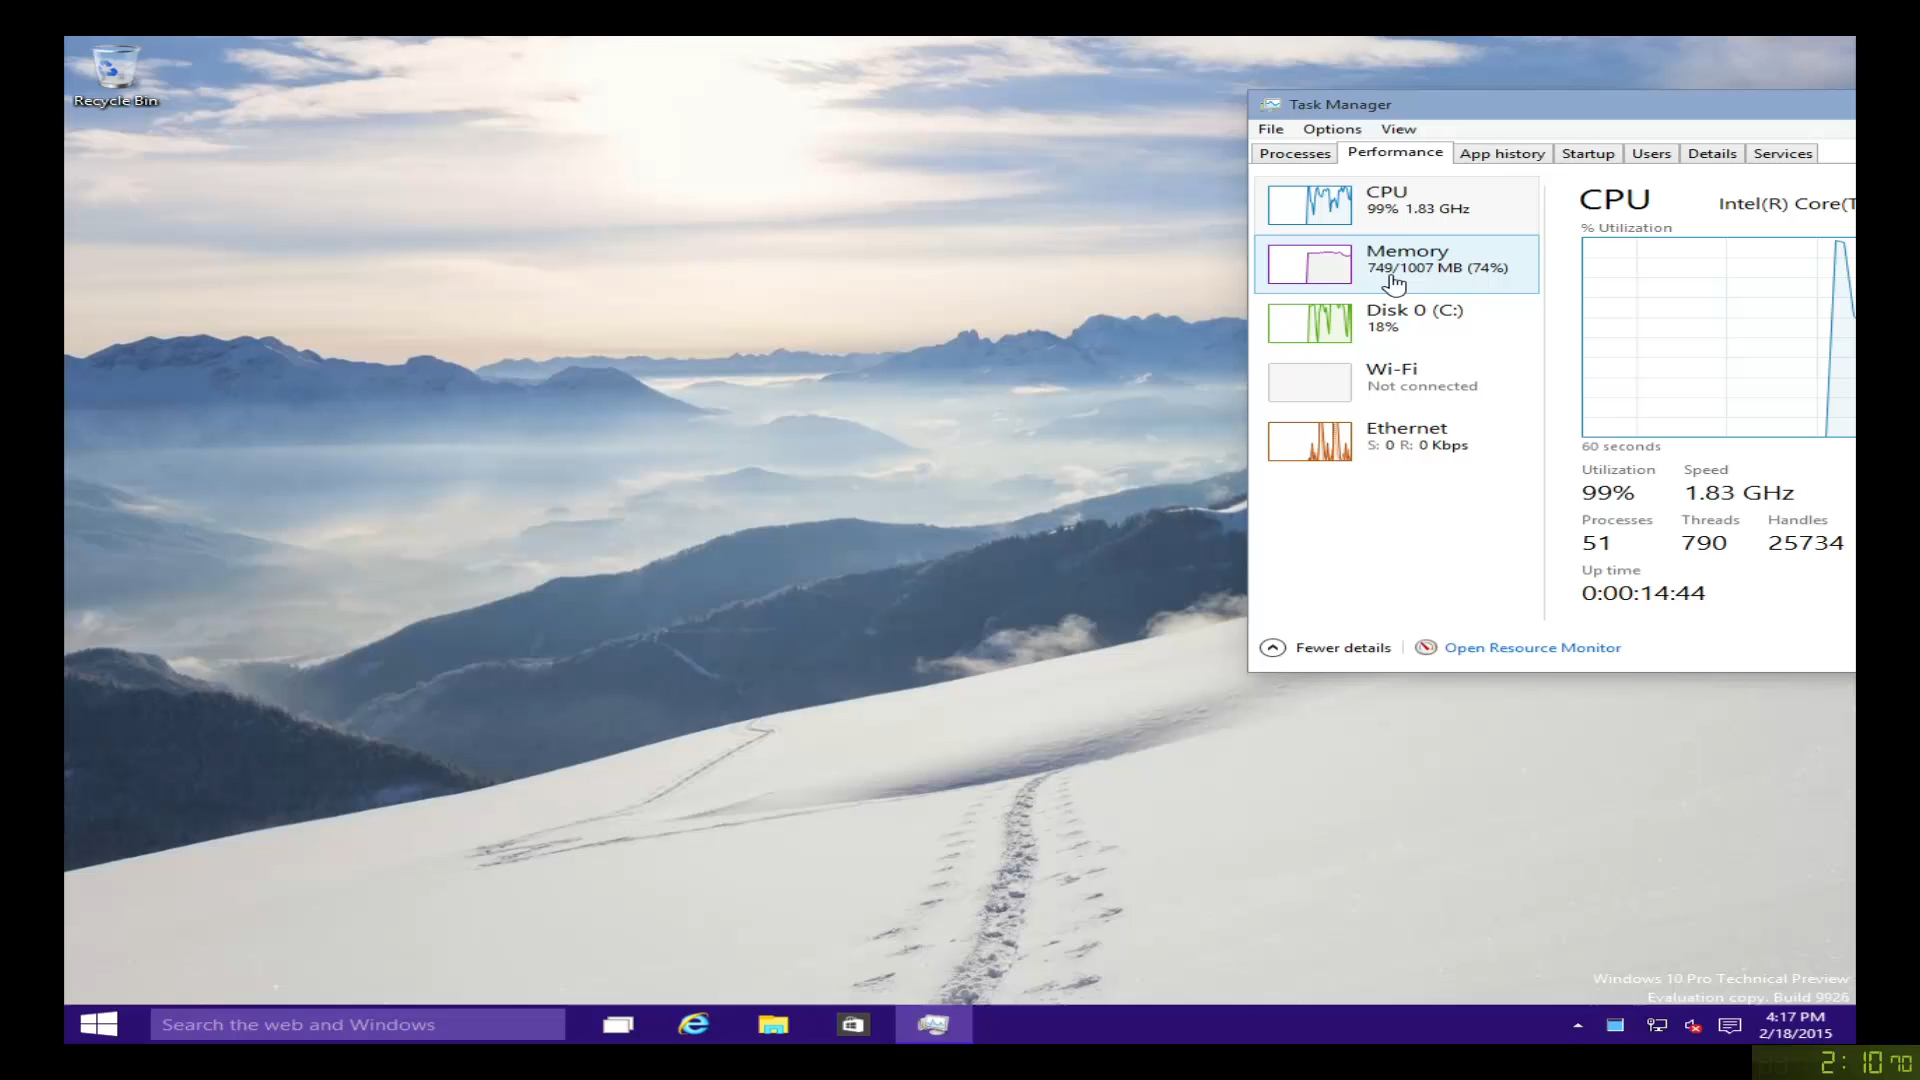 Recycle Bin
Task Manager
File Options View
Processes Performance App history Startup Users Details Services
CPU
99% 1.83 GHz
Memory
749/1007 MB (74%)
Disk 0 (C:)
18%
Wi-Fi
Not connected
Ethernet
S: 0 R: 0 Kbps
CPU Intel(R) Core(T
% Utilization
60 seconds
Utilization Speed
99% 1.83 GHz
Processes Threads Handles
51 790 25734
Up time
0:00:14:44
Fewer details Open Resource Monitor
Windows 10 Pro Technical Preview
Evaluation copy. Build 9926
Search the web and Windows
4:17 PM
2/18/2015
2:10 70